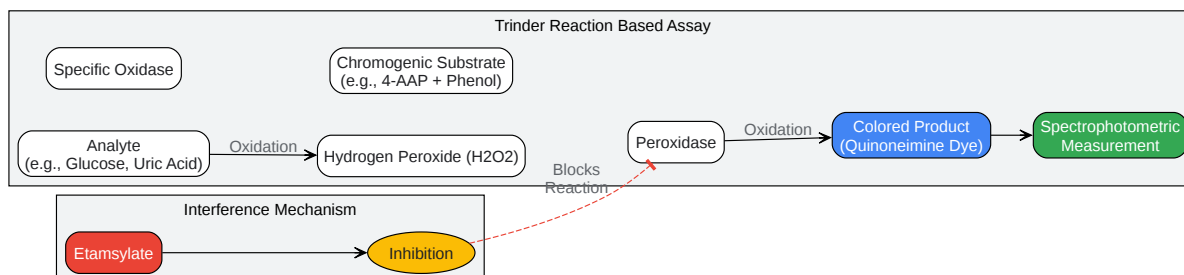 Trinder Reaction Based Assay
Specific Oxidase
Chromogenic Substrate
(e.g., 4-AAP + Phenol)
Analyte
(e.g., Glucose, Uric Acid)
Oxidation
Hydrogen Peroxide (H2O2)
Peroxidase
Oxidation
Colored Product
(Quinoneimine Dye)
Spectrophotometric
Measurement
Blocks
Reaction
Interference Mechanism
Etamsylate
Inhibition